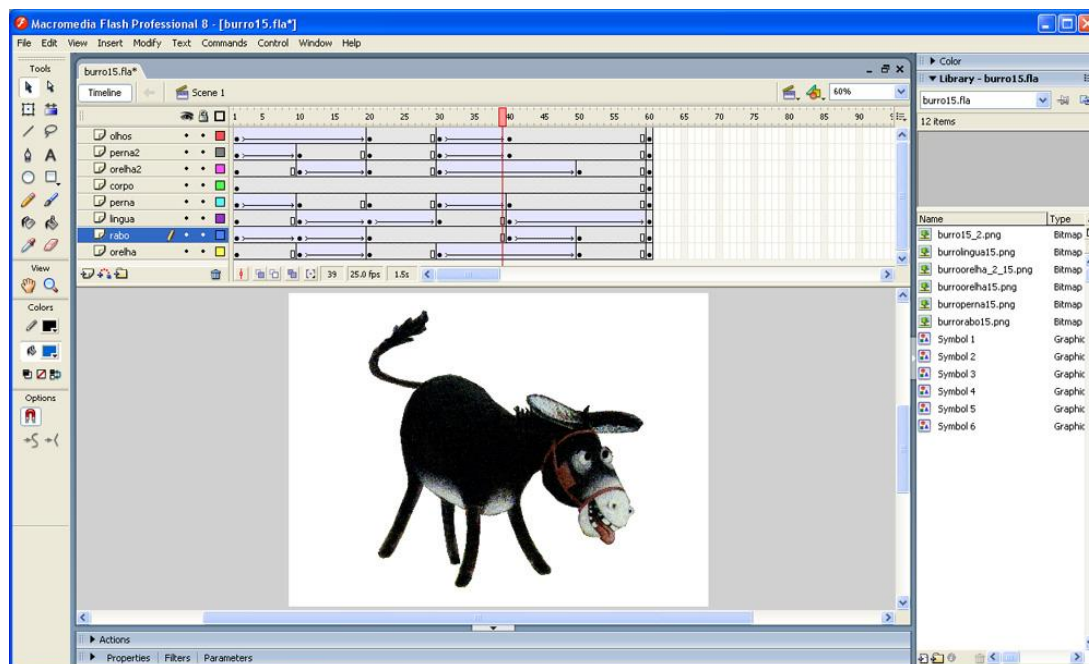 Macromedia Flash Professional 8 - [burro15.fla*]
File Edit View Insert Modify Text Commands Control Window Help
Tools
View
Colors
Options
burro15.fla*
Timeline
Scene 1
60%
1 5 10 15 20 25 30 35 40 45 50 55 60 65 70 75 80 85 90
olhos
perna2
orelha2
corpo
perna
lingua
rabo
orelha
39 25.0 fps 1.5s
Actions
Properties Filters Parameters
Color
Library - burro15.fla
burro15.fla
12 items
Name Type
burro15_2.png Bitmap
burrolingua15.png Bitmap
burroorelha_2_15.png Bitmap
burroorelha15.png Bitmap
burroperna15.png Bitmap
burrorabo15.png Bitmap
Symbol 1 Graphic
Symbol 2 Graphic
Symbol 3 Graphic
Symbol 4 Graphic
Symbol 5 Graphic
Symbol 6 Graphic